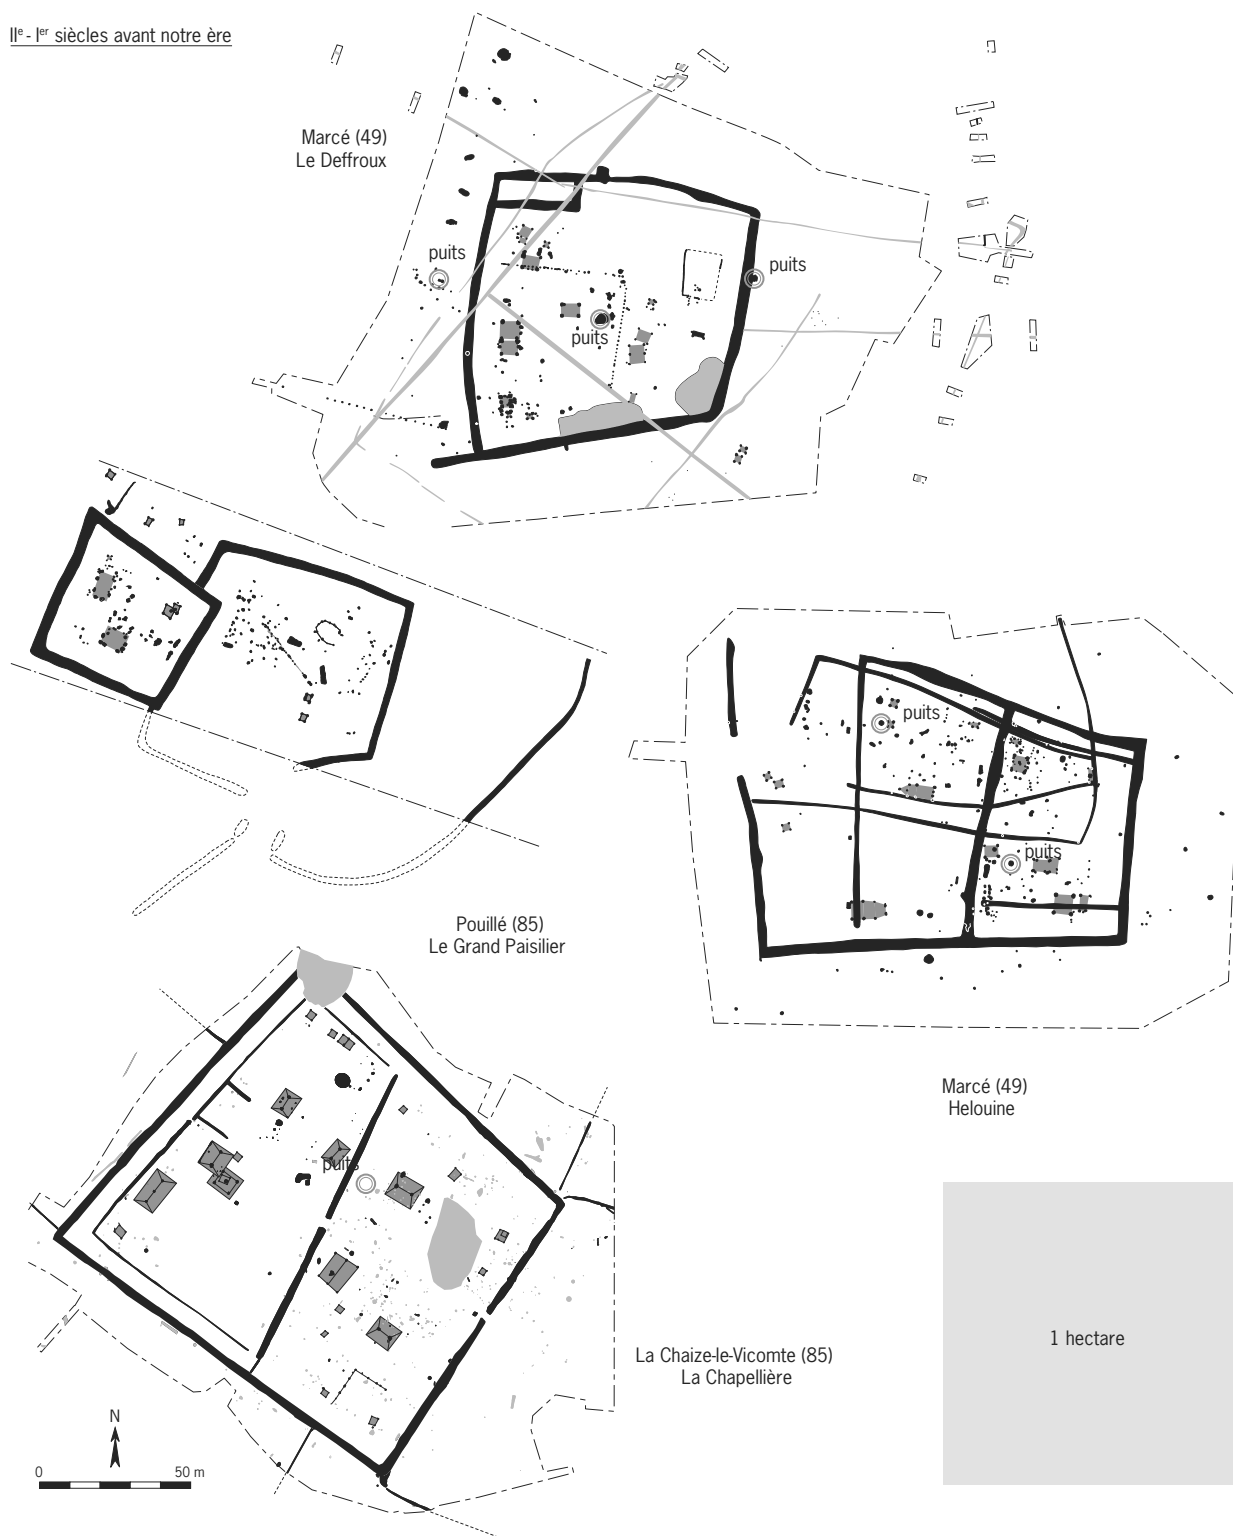 IIᵉ - Iᵉʳ siècles avant notre ère
Marcé (49)
Le Deffroux
puits
puits
puits
puits
puits
Pouillé (85)
Le Grand Paisilier
Marcé (49)
Helouine
puits
La Chaize-le-Vicomte (85)
La Chapellière
1 hectare
N
0 50 m